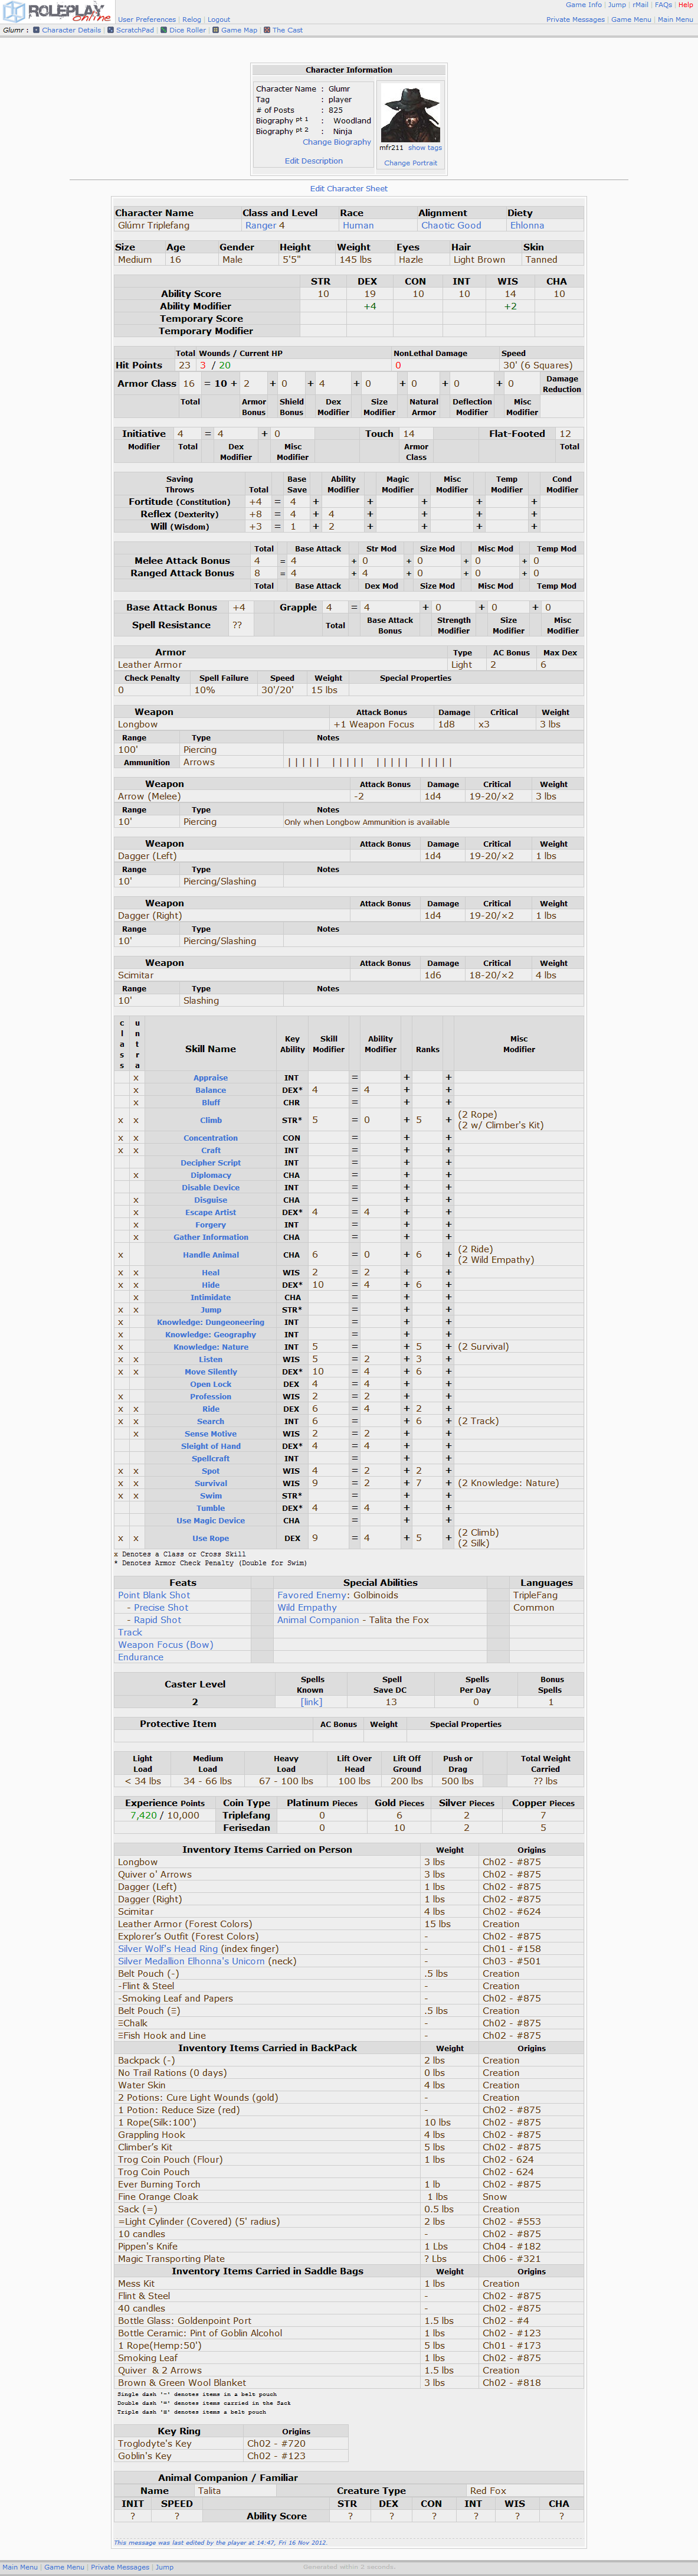 ROLEPLAY online
User Preferences | Relog | Logout
Game Info | Jump | rMail | FAQs | Help
Private Messages | Game Menu | Main Menu
Glumr : Character Details | ScratchPad | Dice Roller | Game Map | The Cast
Character Information
Character Name : Glumr
Tag : player
# of Posts : 825
Biography pt 1 : Woodland
Biography pt 2 : Ninja
Change Biography
Edit Description
mfr211 show tags
Change Portrait
Edit Character Sheet
Character Name Class and Level Race Alignment Diety
Glúmr Triplefang Ranger 4 Human Chaotic Good Ehlonna
Size Age Gender Height Weight Eyes Hair Skin
Medium 16 Male 5'5" 145 lbs Hazle Light Brown Tanned
STR DEX CON INT WIS CHA
Ability Score 10 19 10 10 14 10
Ability Modifier +4 +2
Temporary Score
Temporary Modifier
Total Wounds / Current HP NonLethal Damage Speed
Hit Points 23 3 / 20 0 30' (6 Squares)
Armor Class 16 = 10 + 2 + 0 + 4 + 0 + 0 + 0 + 0 Damage Reduction
Total Armor Bonus Shield Bonus Dex Modifier Size Modifier Natural Armor Deflection Modifier Misc Modifier
Initiative 4 = 4 + 0 Touch 14 Flat-Footed 12
Modifier Total Dex Modifier Misc Modifier Armor Class Total
Saving Throws Total Base Save Ability Modifier Magic Modifier Misc Modifier Temp Modifier Cond Modifier
Fortitude (Constitution) +4 = 4 + + + + +
Reflex (Dexterity) +8 = 4 + 4 + + + +
Will (Wisdom) +3 = 1 + 2 + + + +
Total Base Attack Str Mod Size Mod Misc Mod Temp Mod
Melee Attack Bonus 4 = 4 + 0 + 0 + 0 + 0
Ranged Attack Bonus 8 = 4 + 4 + 0 + 0 + 0
Total Base Attack Dex Mod Size Mod Misc Mod Temp Mod
Base Attack Bonus +4 Grapple 4 = 4 + 0 + 0 + 0
Spell Resistance ?? Total Base Attack Bonus Strength Modifier Size Modifier Misc Modifier
Armor Type AC Bonus Max Dex
Leather Armor Light 2 6
Check Penalty Spell Failure Speed Weight Special Properties
0 10% 30'/20' 15 lbs
Weapon Attack Bonus Damage Critical Weight
Longbow +1 Weapon Focus 1d8 x3 3 lbs
Range Type Notes
100' Piercing
Ammunition Arrows | | | | | | | | | | | | | | | | | | | |
Weapon Attack Bonus Damage Critical Weight
Arrow (Melee) -2 1d4 19-20/×2 3 lbs
Range Type Notes
10' Piercing Only when Longbow Ammunition is available
Weapon Attack Bonus Damage Critical Weight
Dagger (Left) 1d4 19-20/×2 1 lbs
Range Type Notes
10' Piercing/Slashing
Weapon Attack Bonus Damage Critical Weight
Dagger (Right) 1d4 19-20/×2 1 lbs
Range Type Notes
10' Piercing/Slashing
Weapon Attack Bonus Damage Critical Weight
Scimitar 1d6 18-20/×2 4 lbs
Range Type Notes
10' Slashing
class untra Skill Name Key Ability Skill Modifier Ability Modifier Ranks Misc Modifier
x Appraise INT = + +
x Balance DEX* 4 = 4 + +
x Bluff CHR = + +
x x Climb STR* 5 = 0 + 5 + (2 Rope)
(2 w/ Climber's Kit)
x x Concentration CON = + +
x x Craft INT = + +
Decipher Script INT = + +
x Diplomacy CHA = + +
Disable Device INT = + +
x Disguise CHA = + +
x Escape Artist DEX* 4 = 4 + +
x Forgery INT = + +
x Gather Information CHA = + +
x Handle Animal CHA 6 = 0 + 6 + (2 Ride)
(2 Wild Empathy)
x x Heal WIS 2 = 2 + +
x x Hide DEX* 10 = 4 + 6 +
x Intimidate CHA = + +
x x Jump STR* = + +
x Knowledge: Dungeoneering INT = + +
x Knowledge: Geography INT = + +
x Knowledge: Nature INT 5 = + 5 + (2 Survival)
x x Listen WIS 5 = 2 + 3 +
x x Move Silently DEX* 10 = 4 + 6 +
Open Lock DEX 4 = 4 + +
x Profession WIS 2 = 2 + +
x x Ride DEX 6 = 4 + 2 +
x x Search INT 6 = + 6 + (2 Track)
x Sense Motive WIS 2 = 2 + +
Sleight of Hand DEX* 4 = 4 + +
Spellcraft INT = + +
x x Spot WIS 4 = 2 + 2 +
x x Survival WIS 9 = 2 + 7 + (2 Knowledge: Nature)
x x Swim STR* = + +
Tumble DEX* 4 = 4 + +
Use Magic Device CHA = + +
x x Use Rope DEX 9 = 4 + 5 + (2 Climb)
(2 Silk)
x Denotes a Class or Cross Skill
* Denotes Armor Check Penalty (Double for Swim)
Feats Special Abilities Languages
Point Blank Shot Favored Enemy: Golbinoids TripleFang
- Precise Shot Wild Empathy Common
- Rapid Shot Animal Companion - Talita the Fox
Track
Weapon Focus (Bow)
Endurance
Caster Level Spells Known Spell Save DC Spells Per Day Bonus Spells
2 [link] 13 0 1
Protective Item AC Bonus Weight Special Properties
Light Load Medium Load Heavy Load Lift Over Head Lift Off Ground Push or Drag Total Weight Carried
< 34 lbs 34 - 66 lbs 67 - 100 lbs 100 lbs 200 lbs 500 lbs ?? lbs
Experience Points Coin Type Platinum Pieces Gold Pieces Silver Pieces Copper Pieces
7,420 / 10,000 Triplefang 0 6 2 7
Ferisedan 0 10 2 5
Inventory Items Carried on Person Weight Origins
Longbow 3 lbs Ch02 - #875
Quiver o' Arrows 3 lbs Ch02 - #875
Dagger (Left) 1 lbs Ch02 - #875
Dagger (Right) 1 lbs Ch02 - #875
Scimitar 4 lbs Ch02 - #624
Leather Armor (Forest Colors) 15 lbs Creation
Explorer's Outfit (Forest Colors) - Ch02 - #875
Silver Wolf's Head Ring (index finger) - Ch01 - #158
Silver Medallion Elhonna's Unicorn (neck) - Ch03 - #501
Belt Pouch (-) .5 lbs Creation
-Flint & Steel - Creation
-Smoking Leaf and Papers - Ch02 - #875
Belt Pouch (Ξ) .5 lbs Creation
ΞChalk - Ch02 - #875
ΞFish Hook and Line - Ch02 - #875
Inventory Items Carried in BackPack Weight Origins
Backpack (-) 2 lbs Creation
No Trail Rations (0 days) 0 lbs Creation
Water Skin 4 lbs Creation
2 Potions: Cure Light Wounds (gold) - Creation
1 Potion: Reduce Size (red) - Ch02 - #875
1 Rope(Silk:100') 10 lbs Ch02 - #875
Grappling Hook 4 lbs Ch02 - #875
Climber's Kit 5 lbs Ch02 - #875
Trog Coin Pouch (Flour) 1 lbs Ch02 - 624
Trog Coin Pouch Ch02 - 624
Ever Burning Torch 1 lb Ch02 - #875
Fine Orange Cloak 1 lbs Snow
Sack (=) 0.5 lbs Creation
=Light Cylinder (Covered) (5' radius) 2 lbs Ch02 - #553
10 candles - Ch02 - #875
Pippen's Knife 1 Lbs Ch04 - #182
Magic Transporting Plate ? Lbs Ch06 - #321
Inventory Items Carried in Saddle Bags Weight Origins
Mess Kit 1 lbs Creation
Flint & Steel - Ch02 - #875
40 candles - Ch02 - #875
Bottle Glass: Goldenpoint Port 1.5 lbs Ch02 - #4
Bottle Ceramic: Pint of Goblin Alcohol 1 lbs Ch02 - #123
1 Rope(Hemp:50') 5 lbs Ch01 - #173
Smoking Leaf 1 lbs Ch02 - #875
Quiver & 2 Arrows 1.5 lbs Creation
Brown & Green Wool Blanket 3 lbs Ch02 - #818
Single dash '-' denotes items in a belt pouch
Double dash '=' denotes items carried in the Sack
Triple dash 'Ξ' denotes items a belt pouch
Key Ring Origins
Troglodyte's Key Ch02 - #720
Goblin's Key Ch02 - #123
Animal Companion / Familiar
Name Talita Creature Type Red Fox
INIT SPEED STR DEX CON INT WIS CHA
? ? Ability Score ? ? ? ? ? ?
This message was last edited by the player at 14:47, Fri 16 Nov 2012.
Main Menu | Game Menu | Private Messages | Jump
Generated within 2 seconds.